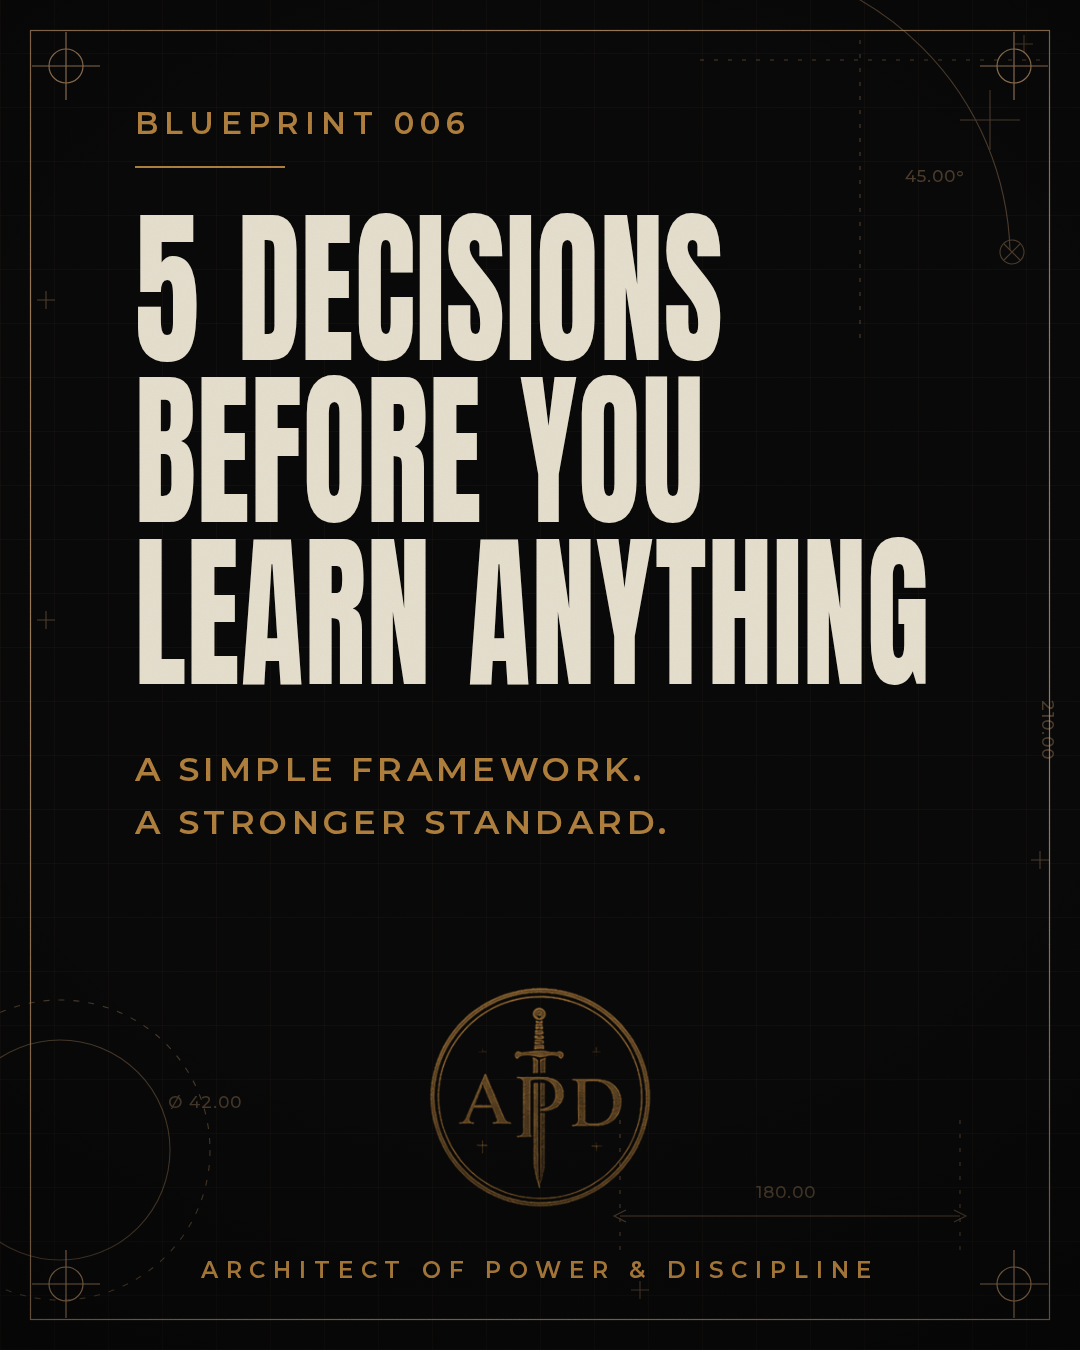 BLUEPRINT 006
45.00°
5 DECISIONS
BEFORE YOU
LEARN ANYTHING
210.00
A SIMPLE FRAMEWORK.
A STRONGER STANDARD.
Ø 42.00
APD
180.00
ARCHITECT OF POWER & DISCIPLINE